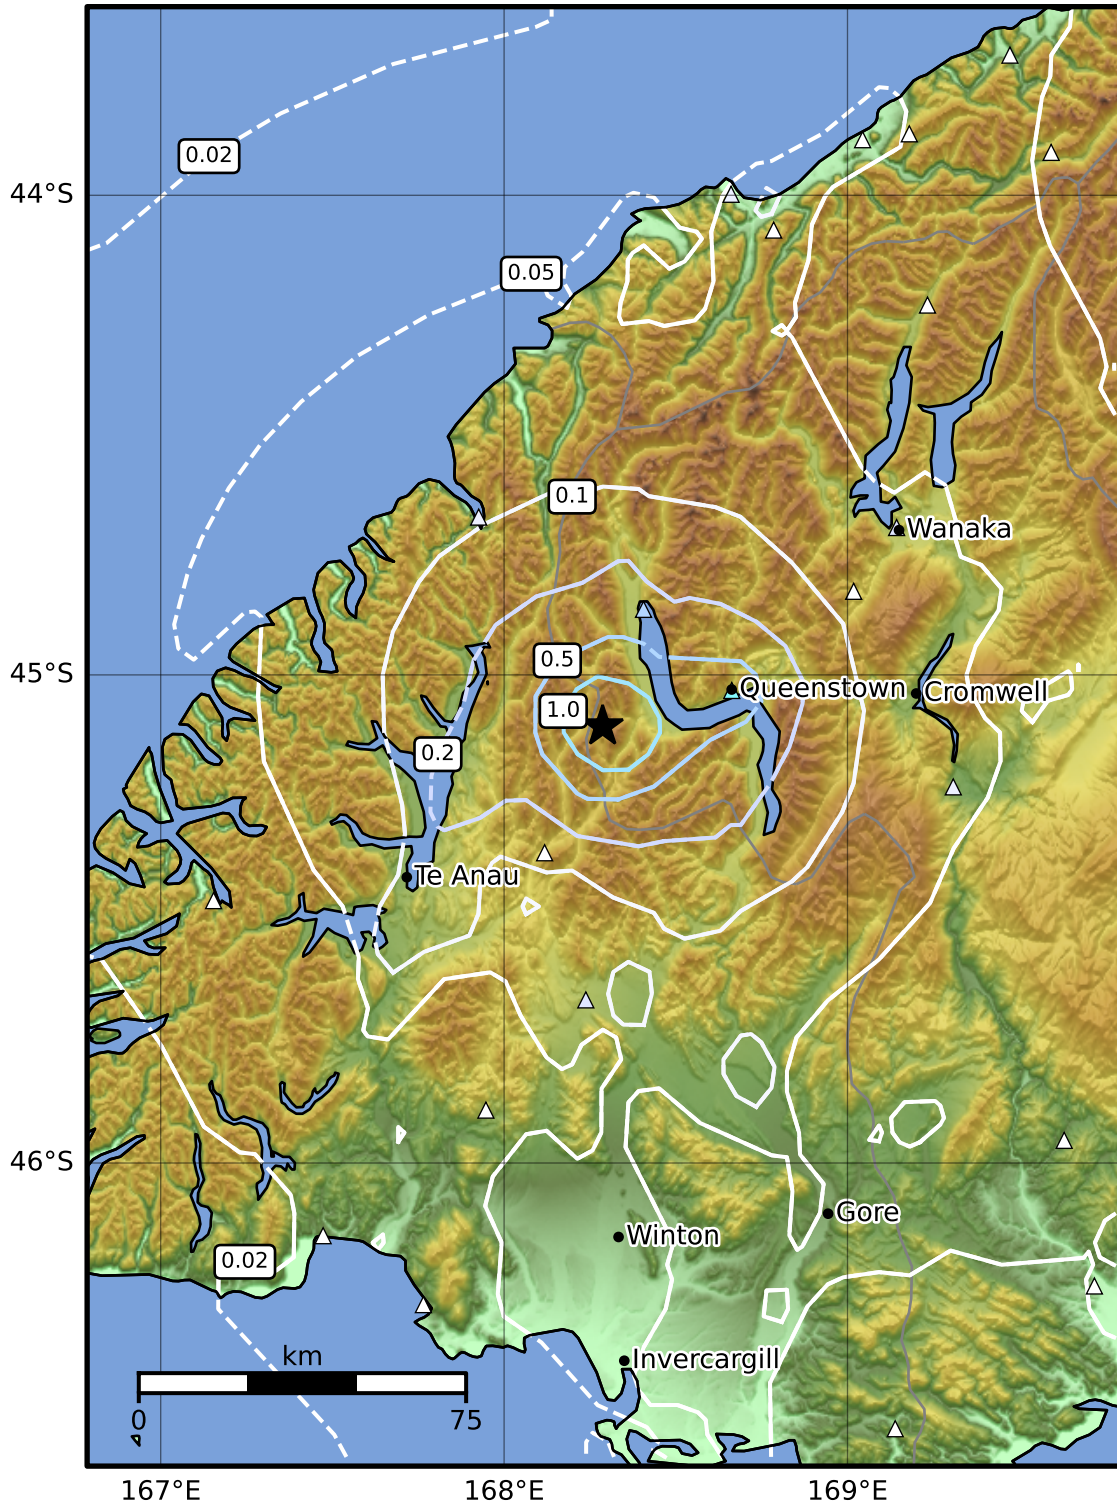 0.02
44°S
0.05
0.1
Wanaka
0.5
45°S
Queenstown
Cromwell
1.0
0.2
Te Anau
46°S
Gore
Winton
0.02
km
Invercargill
0
75
167°E
168°E
169°E